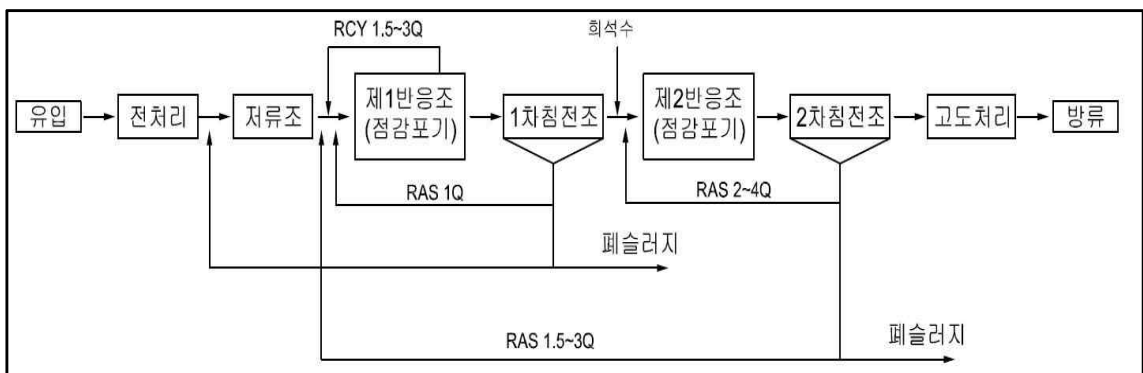 RCY 1.5~3Q
희석수
유입
전처리
저류조
제1반응조
(점감포기)
1차침전조
제2반응조
(점감포기)
2차침전조
고도처리
방류
RAS 1Q
RAS 2~4Q
폐슬러지
RAS 1.5~3Q
폐슬러지